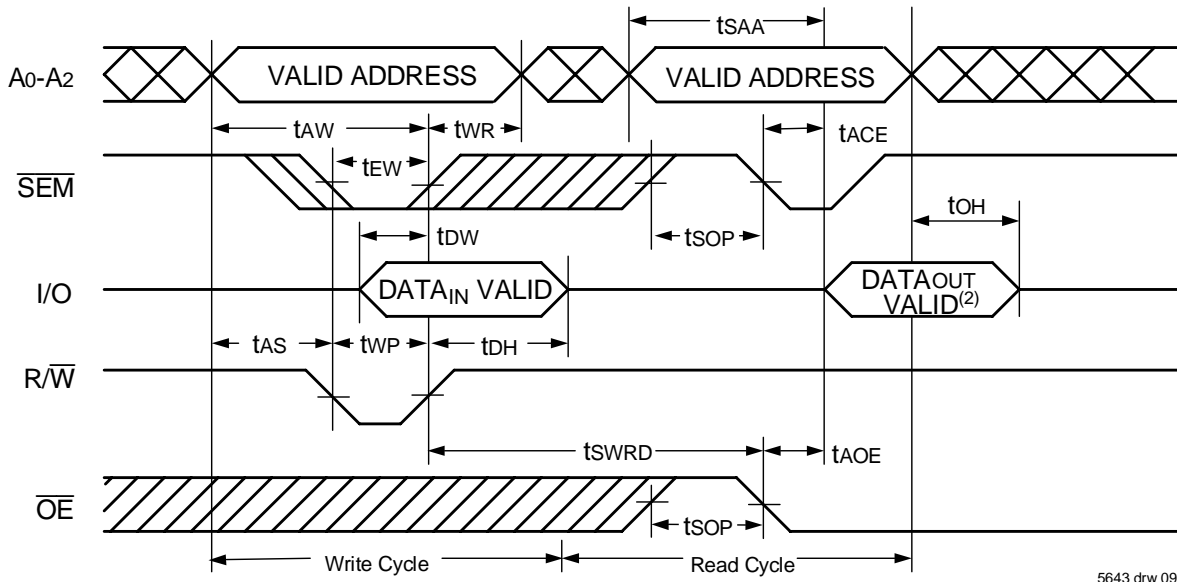 tSAA
A0-A2
VALID ADDRESS
VALID ADDRESS
tAW
tWR
tACE
tEW
SEM
tOH
tDW
tSOP
I/O
DATAIN VALID
DATAOUT
VALID(2)
tAS
tWP
tDH
R/W
tSWRD
tAOE
OE
tSOP
Write Cycle
Read Cycle
5643 drw 09